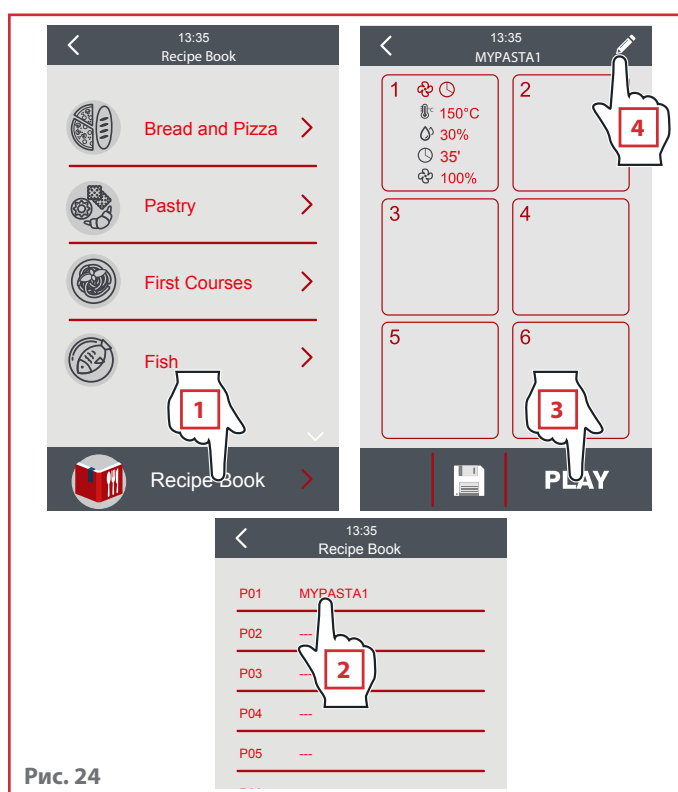 13:35
Recipe Book
Bread and Pizza
Pastry
First Courses
Fish
1
Recipe Book
13:35
MYPASTA1
4
1
150°C
30%
35'
100%
2
3
4
5
6
3
PLAY
13:35
Recipe Book
P01 MYPASTA1
P02 ---
2
P03 ---
P04 ---
P05 ---
Рис. 24